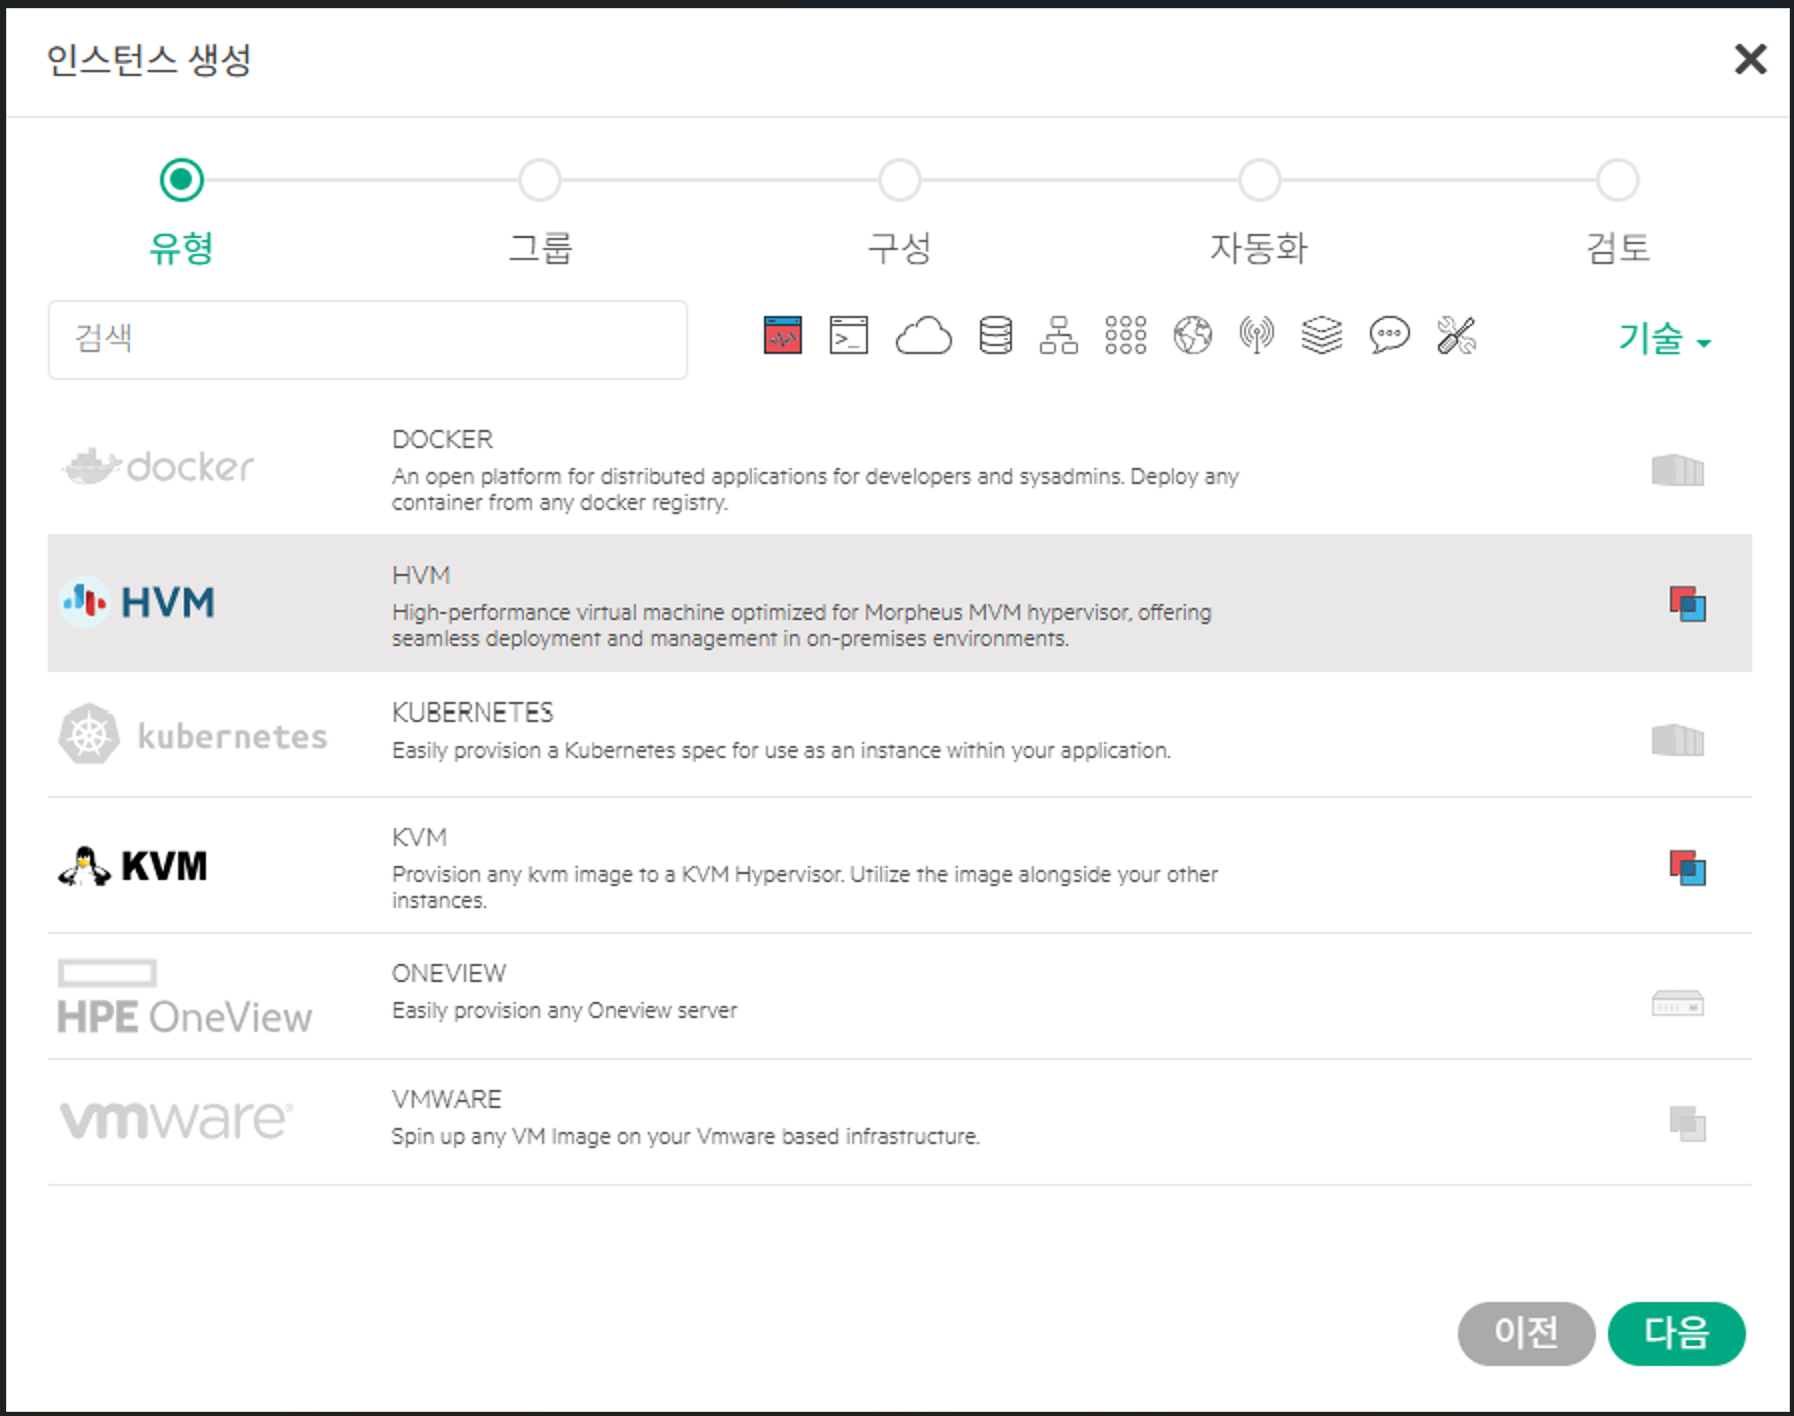 인스턴스 생성
유형
그룹
구성
자동화
검토
검색
기술
docker
DOCKER
An open platform for distributed applications for developers and sysadmins. Deploy any
container from any docker registry.
HVM
HVM
High-performance virtual machine optimized for Morpheus MVM hypervisor, offering
seamless deployment and management in on-premises environments.
kubernetes
KUBERNETES
Easily provision a Kubernetes spec for use as an instance within your application.
KVM
KVM
Provision any kvm image to a KVM Hypervisor. Utilize the image alongside your other
instances.
HPE OneView
ONEVIEW
Easily provision any Oneview server
vmware®
VMWARE
Spin up any VM Image on your Vmware based infrastructure.
이전
다음